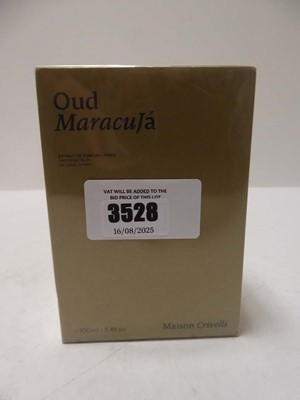 Oud
MaracuJá
VAT WILL BE ADDED TO THE
BID PRICE OF THIS LOT
3528
16/08/2025
Maison Crivelli